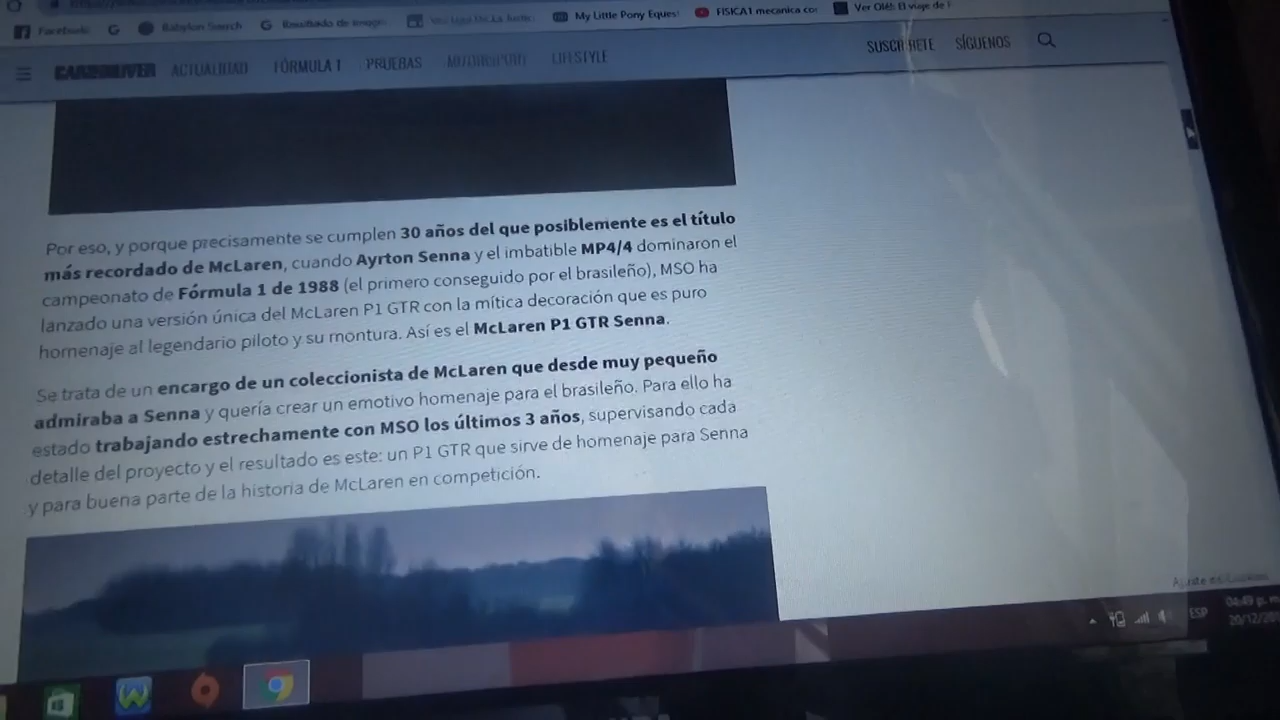 Facebook
G
Babylon Search
G
Resultado de
My Little Pony Equest
FISICA1 mecanica co
Ver Olé!: El viaje de
CAR AND DRIVER
ACTUALIDAD
FÓRMULA 1
PRUEBAS
MOTORSPORT
LIFESTYLE
SUSCRÍBETE
SÍGUENOS
Por eso, y porque precisamente se cumplen 30 años del que posiblemente es el título
más recordado de McLaren, cuando Ayrton Senna y el imbatible MP4/4 dominaron el
campeonato de Fórmula 1 de 1988 (el primero conseguido por el brasileño), MSO ha
lanzado una versión única del McLaren P1 GTR con la mítica decoración que es puro
homenaje al legendario piloto y su montura. Así es el McLaren P1 GTR Senna.
Se trata de un encargo de un coleccionista de McLaren que desde muy pequeño
admiraba a Senna y quería crear un emotivo homenaje para el brasileño. Para ello ha
estado trabajando estrechamente con MSO los últimos 3 años, supervisando cada
detalle del proyecto y el resultado es este: un P1 GTR que sirve de homenaje para Senna
y para buena parte de la historia de McLaren en competición.
ESP
04:49 p. m
20/12/20